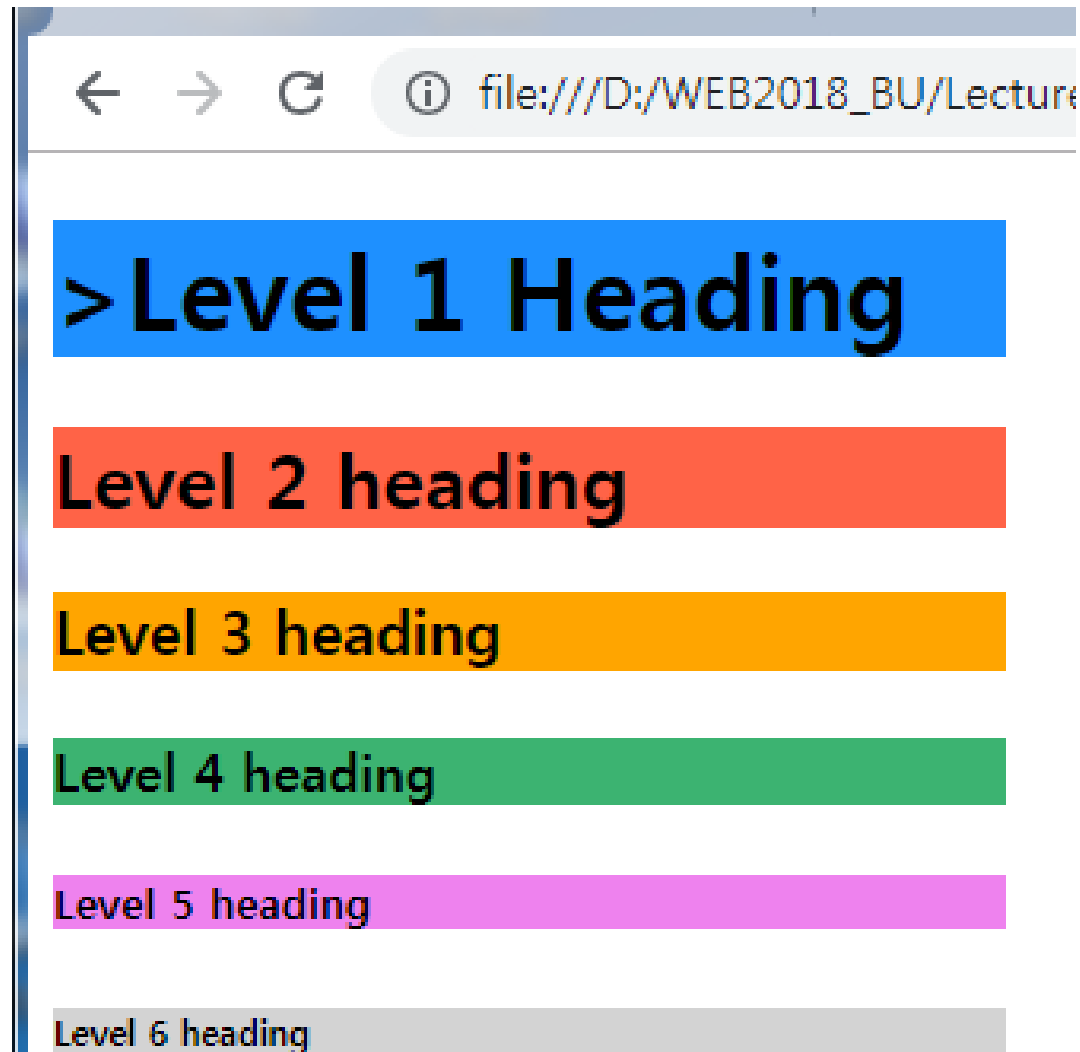 file:///D:/WEB2018_BU/Lecture
>Level 1 Heading
Level 2 heading
Level 3 heading
Level 4 heading
Level 5 heading
Level 6 heading